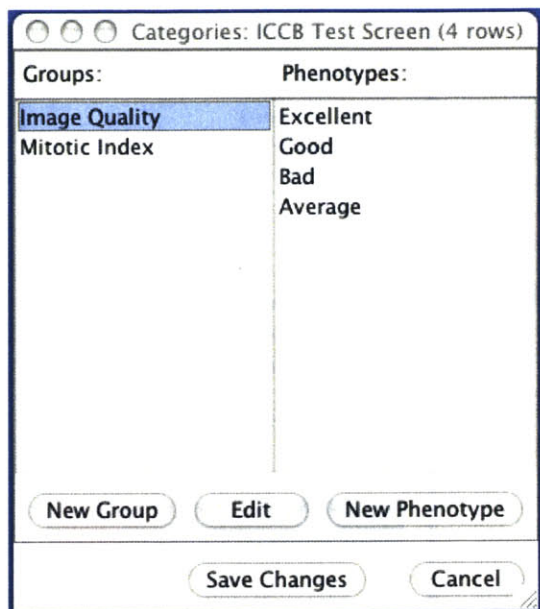 Categories: ICCB Test Screen (4 rows)
Groups: Phenotypes:
Image Quality Excellent
Mitotic Index Good
Bad
Average
New Group Edit New Phenotype
Save Changes Cancel